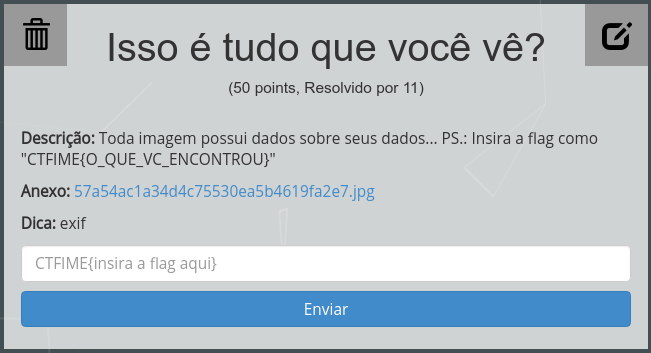 Isso é tudo que você vê?
(50 points, Resolvido por 11)
Descrição: Toda imagem possui dados sobre seus dados... PS.: Insira a flag como
"CTFIME{O_QUE_VC_ENCONTROU}"
Anexo: 57a54ac1a34d4c75530ea5b4619fa2e7.jpg
Dica: exif
CTFIME{insira a flag aqui}
Enviar